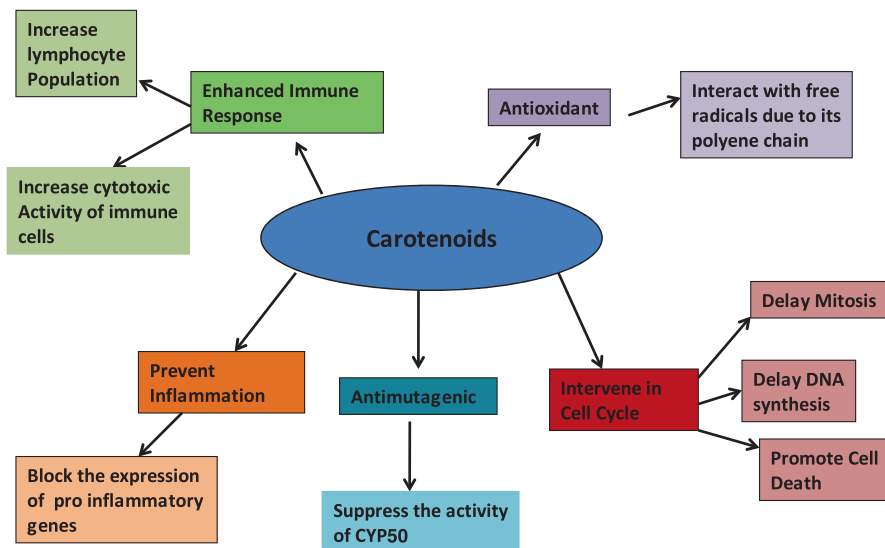 Increase
lymphocyte
Population
Enhanced Immune
Response
Antioxidant
Interact with free
radicals due to its
polyene chain
Increase cytotoxic
Activity of immune
cells
Carotenoids
Delay Mitosis
Prevent
Inflammation
Antimutagenic
Intervene in
Cell Cycle
Delay DNA
synthesis
Block the expression
of pro inflammatory
genes
Suppress the activity
of CYP50
Promote Cell
Death